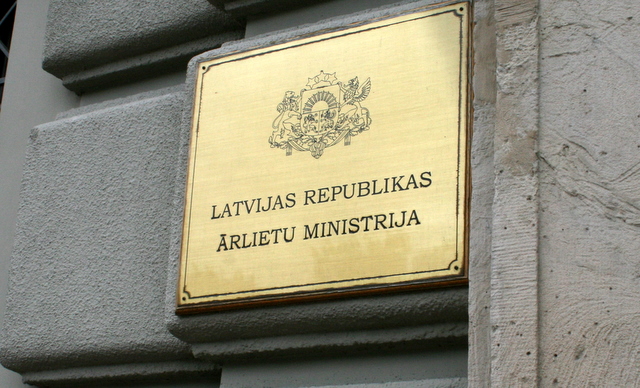 LATVIJAS REPUBLIKAS
ĀRLIETU MINISTRIJA